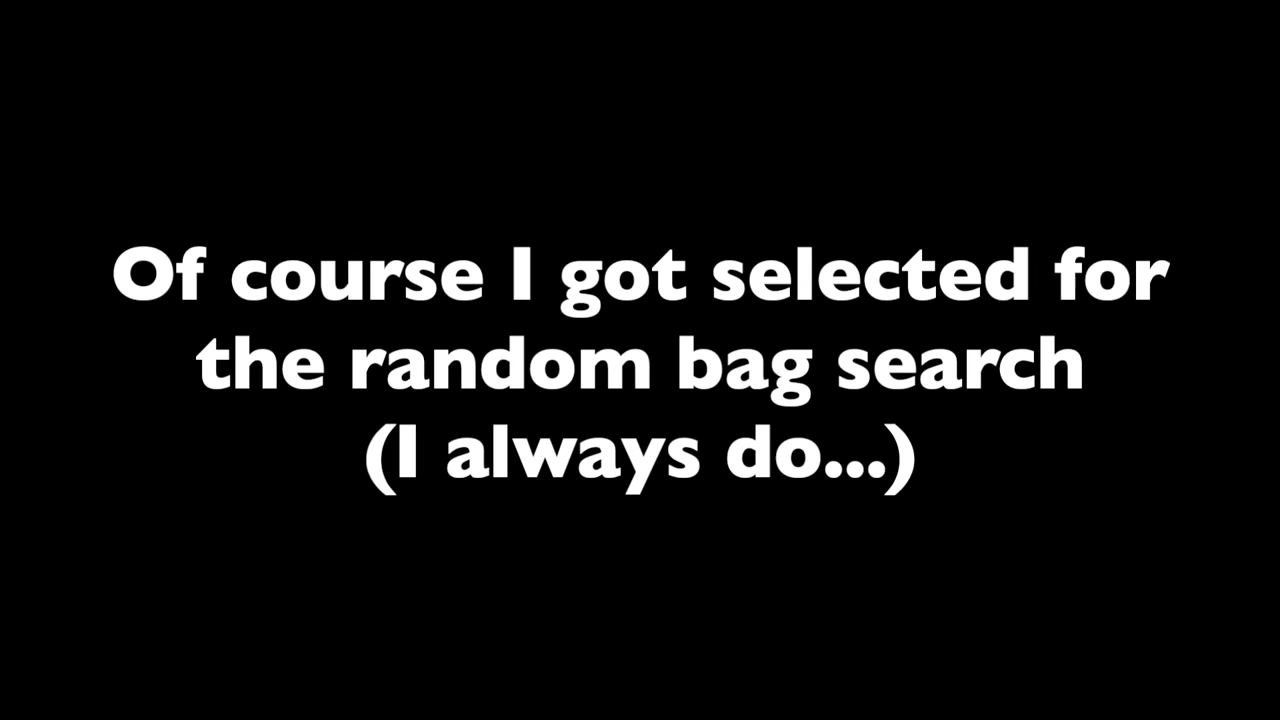 Of course I got selected for
the random bag search
(I always do...)